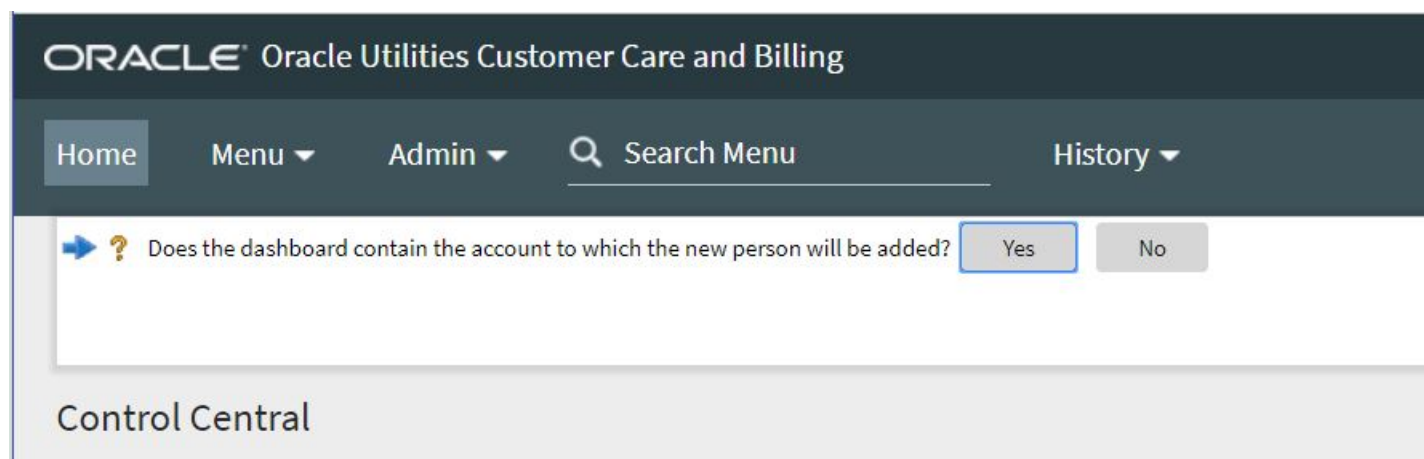 ORACLE® Oracle Utilities Customer Care and Billing
Home Menu Admin Search Menu History
? Does the dashboard contain the account to which the new person will be added? Yes No
Control Central